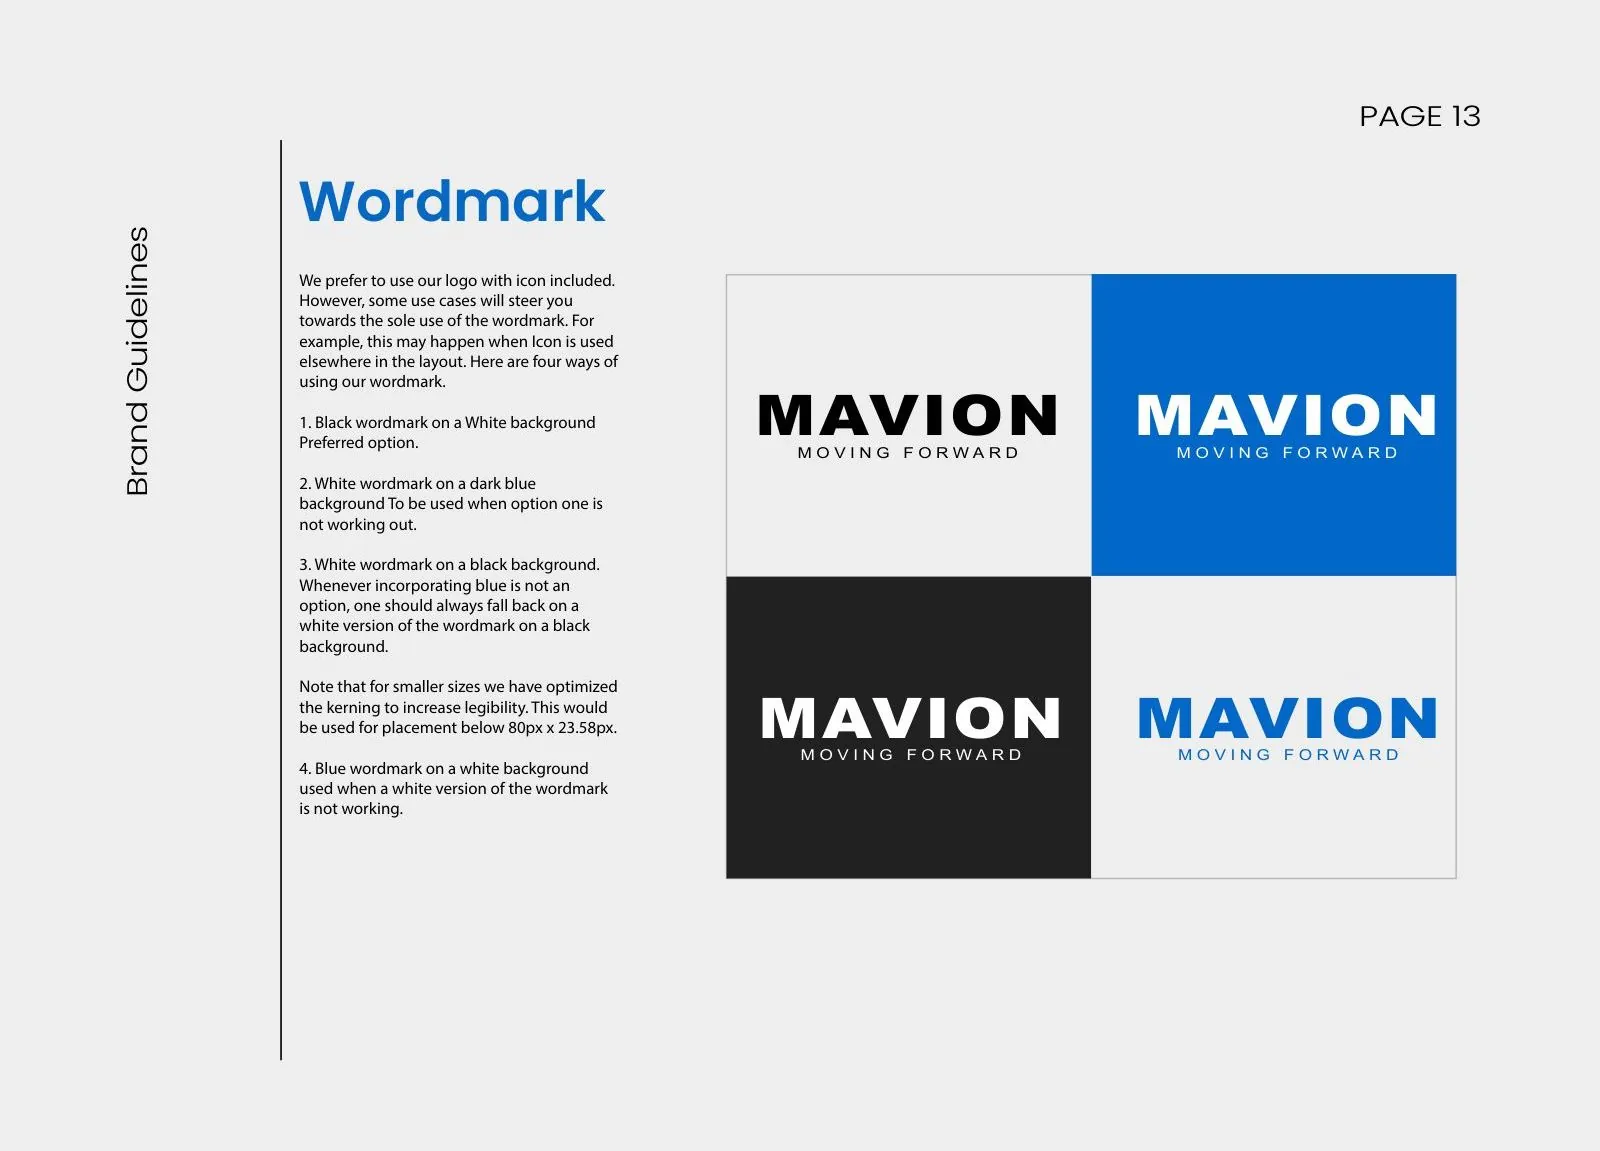 PAGE 13
Brand Guidelines
Wordmark
We prefer to use our logo with icon included.
However, some use cases will steer you
towards the sole use of the wordmark. For
example, this may happen when Icon is used
elsewhere in the layout. Here are four ways of
using our wordmark.
1. Black wordmark on a White background
Preferred option.
2. White wordmark on a dark blue
background To be used when option one is
not working out.
3. White wordmark on a black background.
Whenever incorporating blue is not an
option, one should always fall back on a
white version of the wordmark on a black
background.
Note that for smaller sizes we have optimized
the kerning to increase legibility. This would
be used for placement below 80px x 23.58px.
4. Blue wordmark on a white background
used when a white version of the wordmark
is not working.
MAVION
MOVING FORWARD
MAVION
MOVING FORWARD
MAVION
MOVING FORWARD
MAVION
MOVING FORWARD